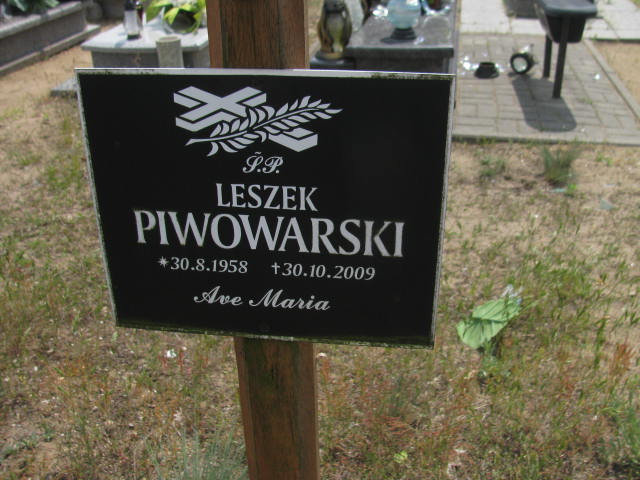 Ś.P.
LESZEK
PIWOWARSKI
*30.8.1958 †30.10.2009
Ave Maria